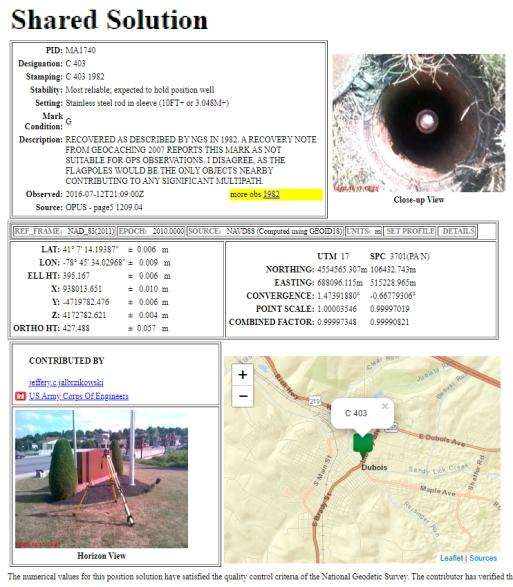 Shared Solution
PID: MA1740
Designation: C 403
Stamping: C 403 1982
Stability: Most reliable; expected to hold position well
Setting: Stainless steel rod in sleeve (10FT+ or 3.048M+)
Mark
Condition: G
Description: RECOVERED AS DESCRIBED BY NGS IN 1982. A RECOVERY NOTE
FROM GEOCACHING 2007 REPORTS THIS MARK AS NOT
SUITABLE FOR GPS OBSERVATIONS. I DISAGREE, AS THE
FLAGPOLES WOULD BE THE ONLY OBJECTS NEARBY
CONTRIBUTING TO ANY SIGNIFICANT MULTIPATH.
Observed: 2016-07-12T21:09:00Z more obs 1982
Source: OPUS - page5 1209.04
Close-up View
REF_FRAME: NAD_83(2011) EPOCH: 2010.0000 SOURCE: NAVD88 (Computed using GEOID18) UNITS: m SET PROFILE DETAILS
LAT: 41° 7' 14.19387" ± 0.006 m
LON: -78° 45' 34.02968" ± 0.009 m
ELL HT: 395.167 ± 0.006 m
X: 938013.651 ± 0.010 m
Y: -4719782.476 ± 0.006 m
Z: 4172782.621 ± 0.004 m
ORTHO HT: 427.488 ± 0.057 m
UTM 17 SPC 3701(PA N)
NORTHING: 4554565.307m 106432.743m
EASTING: 688096.115m 515228.965m
CONVERGENCE: 1.47391880° -0.66779306°
POINT SCALE: 1.00003546 0.99997019
COMBINED FACTOR: 0.99997348 0.99990821
CONTRIBUTED BY
jeffery.c.jalbrzikowski
US Army Corps Of Engineers
Horizon View
+
−
C 403
×
219
E Dubois Ave
S Main St
Dubois
Sandy Lick Creek
Maple Ave
Shaffer Rd
S Brady St
Leaflet | Sources
The numerical values for this position solution have satisfied the quality control criteria of the National Geodetic Survey. The contributor has verified th